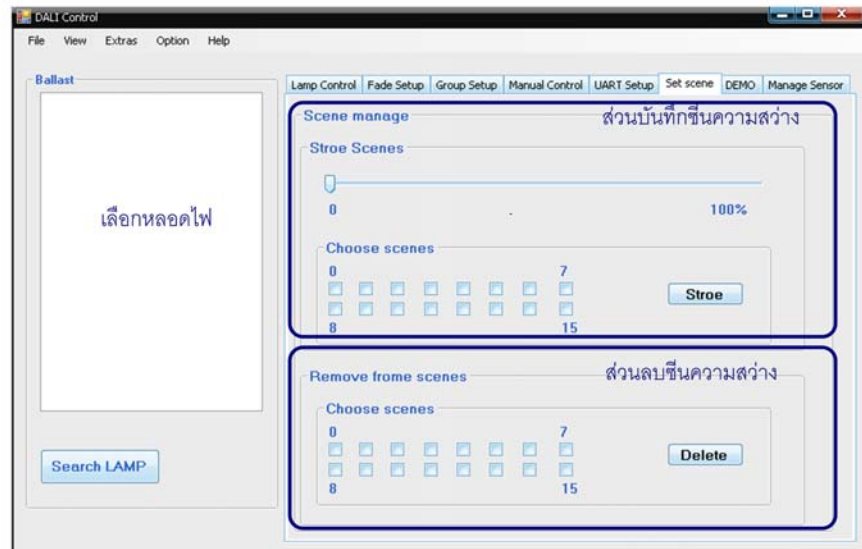 DALI Control
File View Extras Option Help
Ballast
เลือกหลอดไฟ
Search LAMP
Lamp Control Fade Setup Group Setup Manual Control UART Setup Set scene DEMO Manage Sensor
Scene manage
ส่วนบันทึกซีนความสว่าง
Stroe Scenes
0 . 100%
Choose scenes
0 7
8 15
Stroe
Remove frome scenes
ส่วนลบซีนความสว่าง
Choose scenes
0 7
8 15
Delete